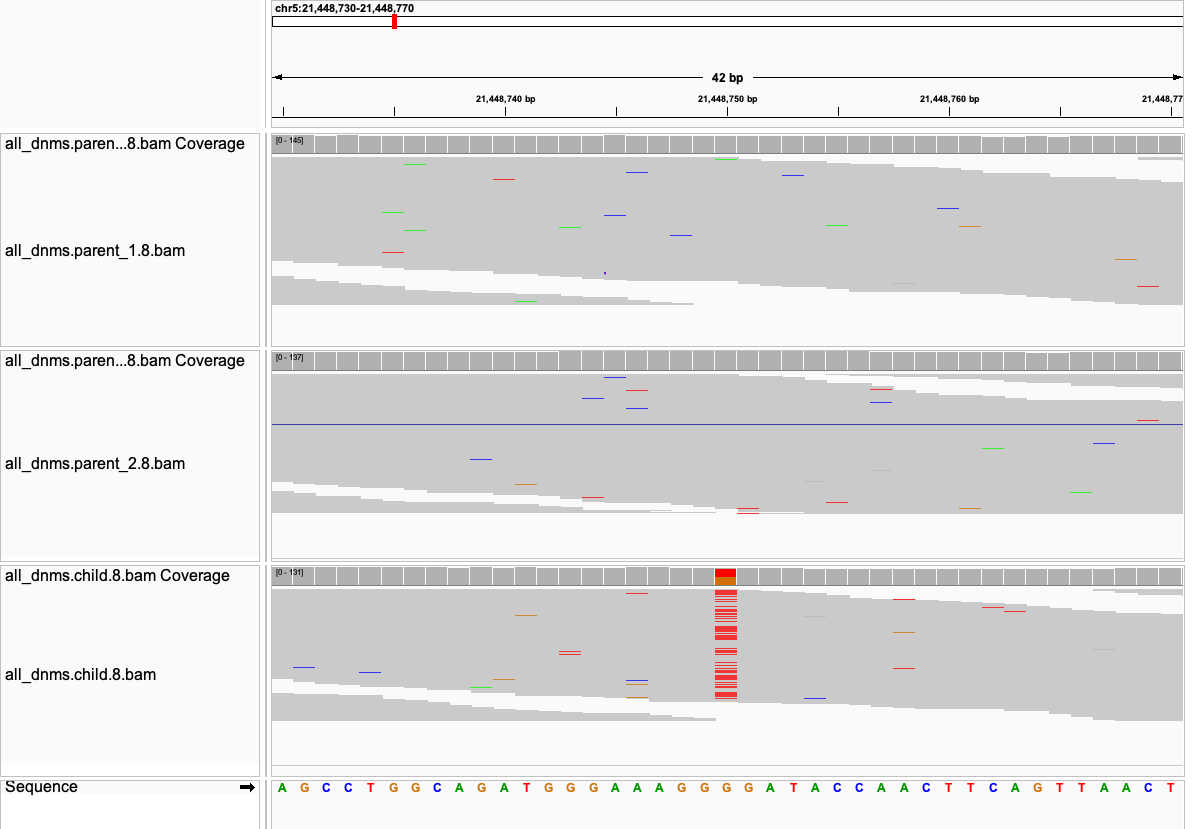 chr5:21,448,730-21,448,770
42 bp
21,448,740 bp 21,448,750 bp 21,448,760 bp 21,448,77
all_dnms.paren...8.bam Coverage
[0 - 145]
all_dnms.parent_1.8.bam
all_dnms.paren...8.bam Coverage
[0 - 137]
all_dnms.parent_2.8.bam
all_dnms.child.8.bam Coverage
[0 - 131]
all_dnms.child.8.bam
Sequence
A G C C T G G C A G A T G G G A A A G G G G A T A C C A A C T T C A G T T A A C T